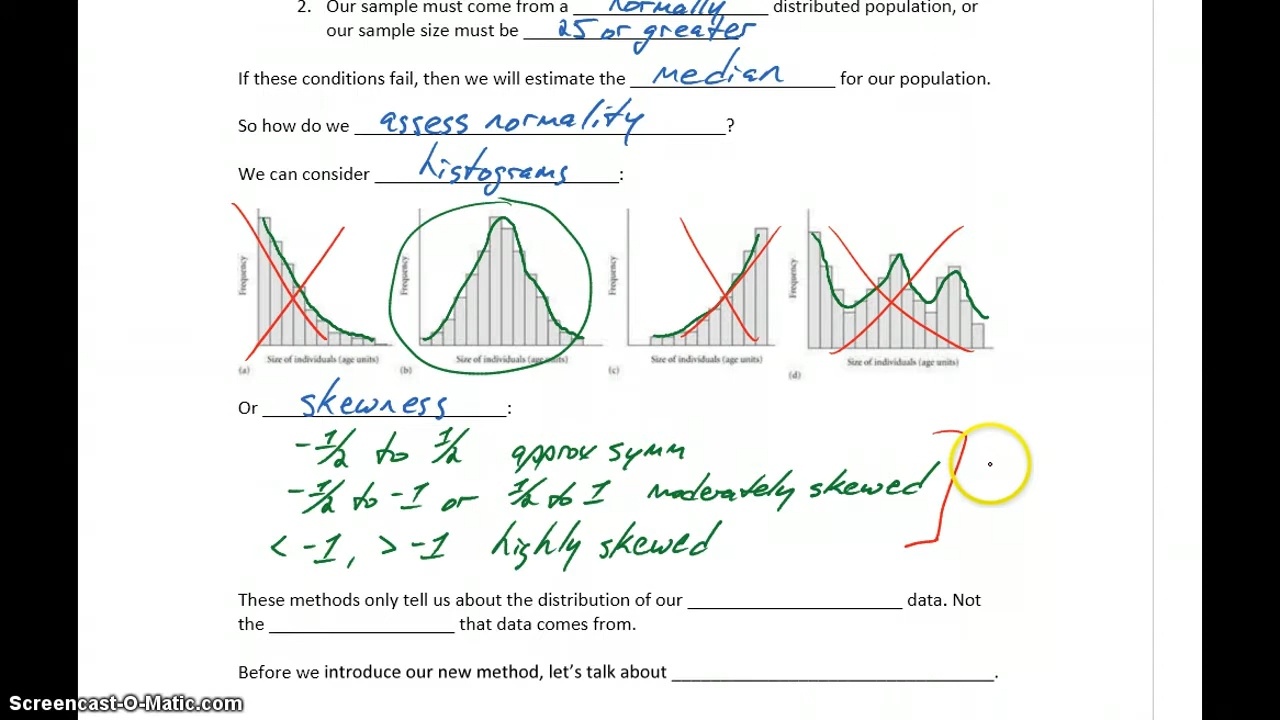 2. Our sample must come from a normally distributed population, or
our sample size must be 25 or greater
If these conditions fail, then we will estimate the median for our population.
So how do we assess normality ?
We can consider histograms :
Frequency Frequency Frequency Frequency
Size of individuals (age units) Size of individuals (age units) Size of individuals (age units) Size of individuals (age units)
(a) (b) (c) (d)
Or skewness :
-1/2 to 1/2 approx symm
-1/2 to -1 or 1/2 to 1 moderately skewed
< -1, > -1 highly skewed
These methods only tell us about the distribution of our ____________________ data. Not
the _________________ that data comes from.
Before we introduce our new method, let's talk about ______________________________.
Screencast-O-Matic.com